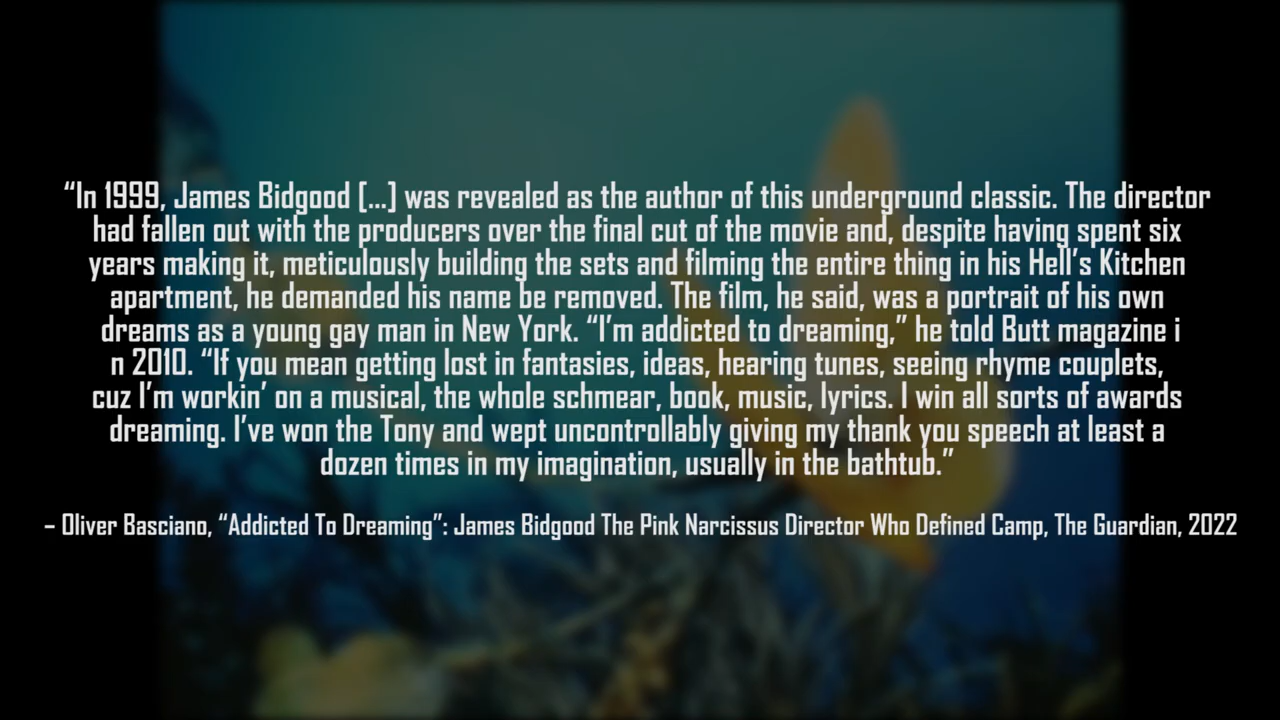 “In 1999, James Bidgood [...] was revealed as the author of this underground classic. The director
had fallen out with the producers over the final cut of the movie and, despite having spent six
years making it, meticulously building the sets and filming the entire thing in his Hell’s Kitchen
apartment, he demanded his name be removed. The film, he said, was a portrait of his own
dreams as a young gay man in New York. “I’m addicted to dreaming,” he told Butt magazine i
n 2010. “If you mean getting lost in fantasies, ideas, hearing tunes, seeing rhyme couplets,
cuz I’m workin’ on a musical, the whole schmear, book, music, lyrics. I win all sorts of awards
dreaming. I’ve won the Tony and wept uncontrollably giving my thank you speech at least a
dozen times in my imagination, usually in the bathtub.”
– Oliver Basciano, “Addicted To Dreaming”: James Bidgood The Pink Narcissus Director Who Defined Camp, The Guardian, 2022